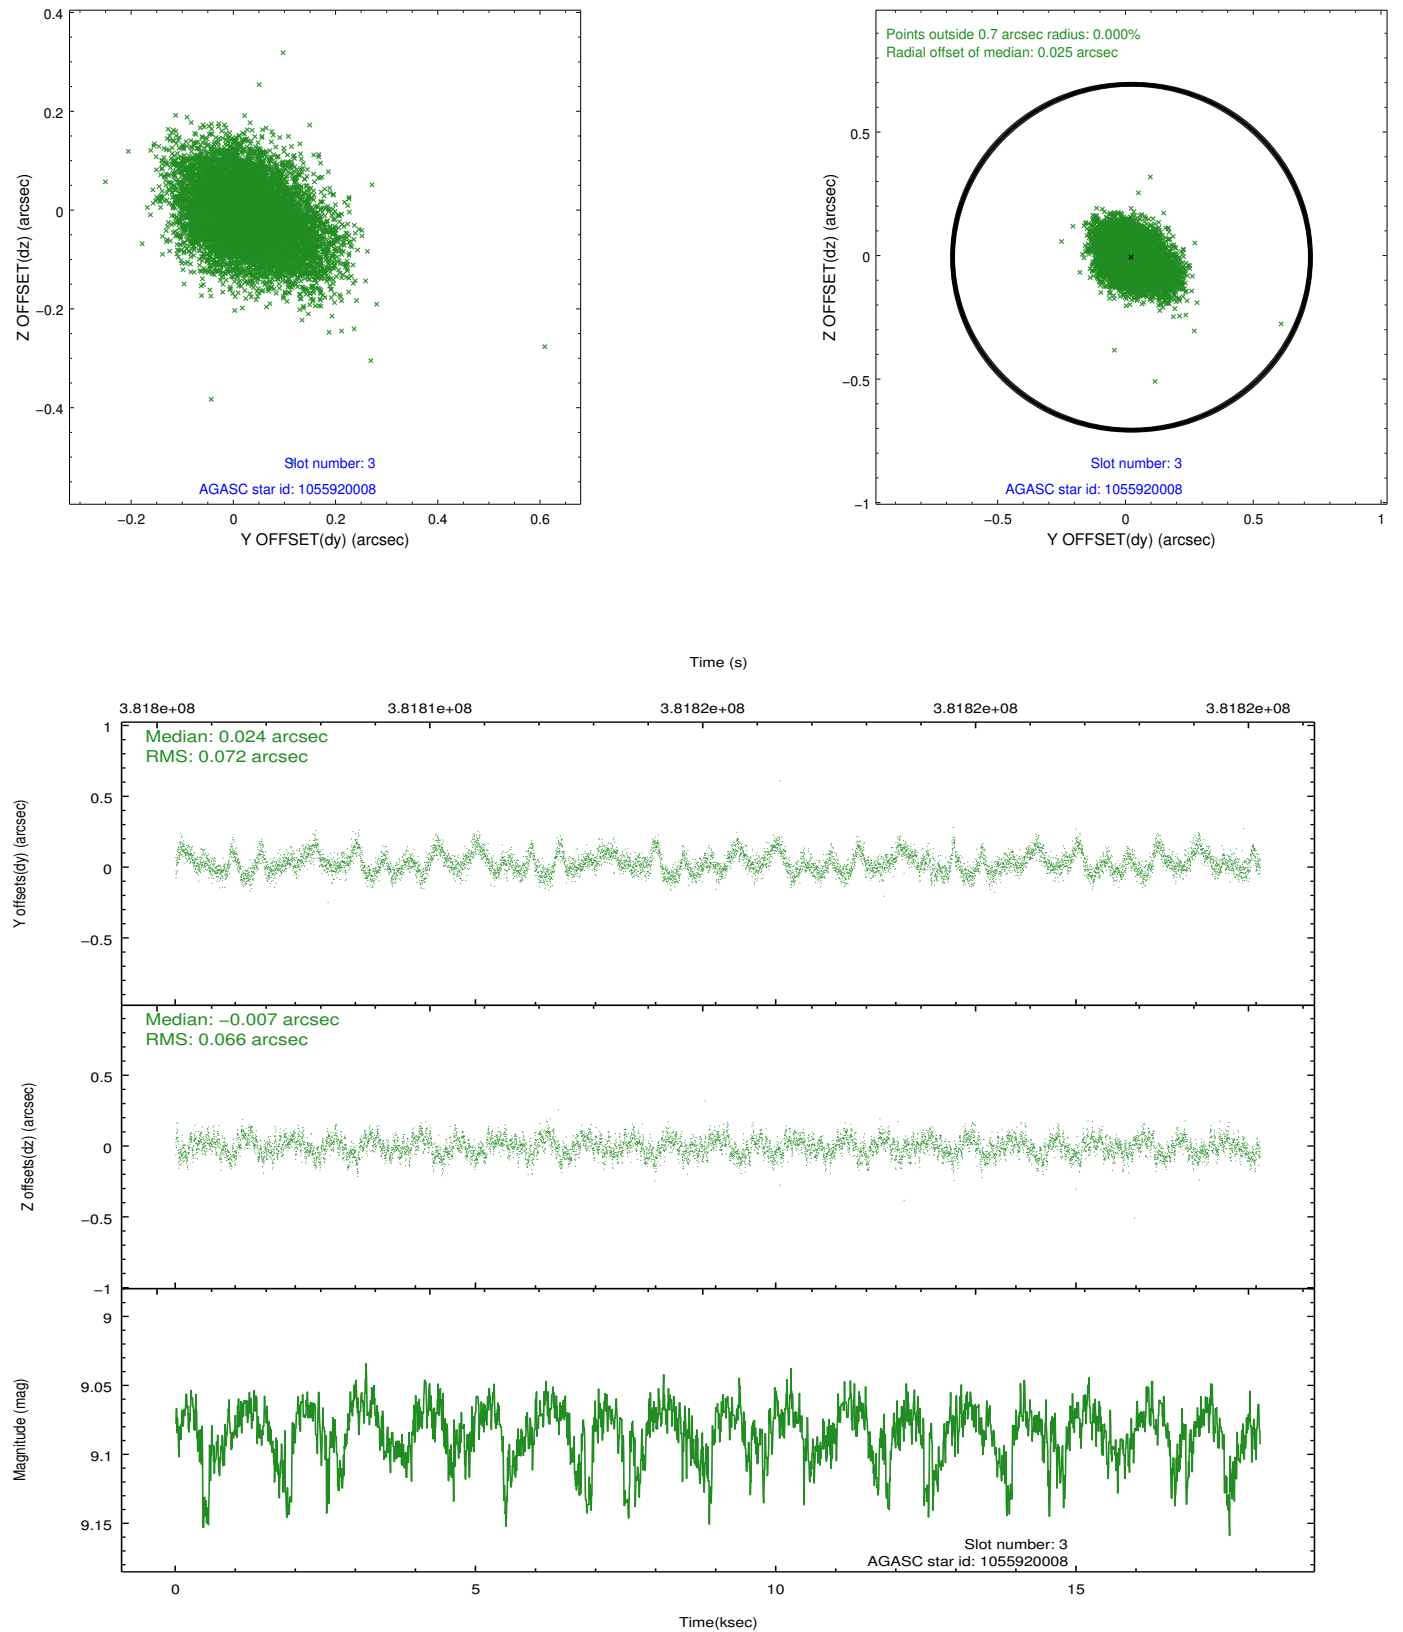 0.4
0.2
0
−0.2
−0.4
Z OFFSET(dz) (arcsec)
Slot number: 3
AGASC star id: 1055920008
−0.2 0 0.2 0.4 0.6
Y OFFSET(dy) (arcsec)
Points outside 0.7 arcsec radius: 0.000%
Radial offset of median: 0.025 arcsec
0.5
0
−0.5
−1
Z OFFSET(dz) (arcsec)
Slot number: 3
AGASC star id: 1055920008
−0.5 0 0.5 1
Y OFFSET(dy) (arcsec)
Time (s)
3.818e+08 3.8181e+08 3.8182e+08 3.8182e+08 3.8182e+08
Median: 0.024 arcsec
RMS: 0.072 arcsec
1
0.5
0
−0.5
Y offsets(dy) (arcsec)
Median: −0.007 arcsec
RMS: 0.066 arcsec
0.5
0
−0.5
−1
Z offsets(dz) (arcsec)
9
9.05
9.1
9.15
Magnitude (mag)
Slot number: 3
AGASC star id: 1055920008
0 5 10 15
Time(ksec)